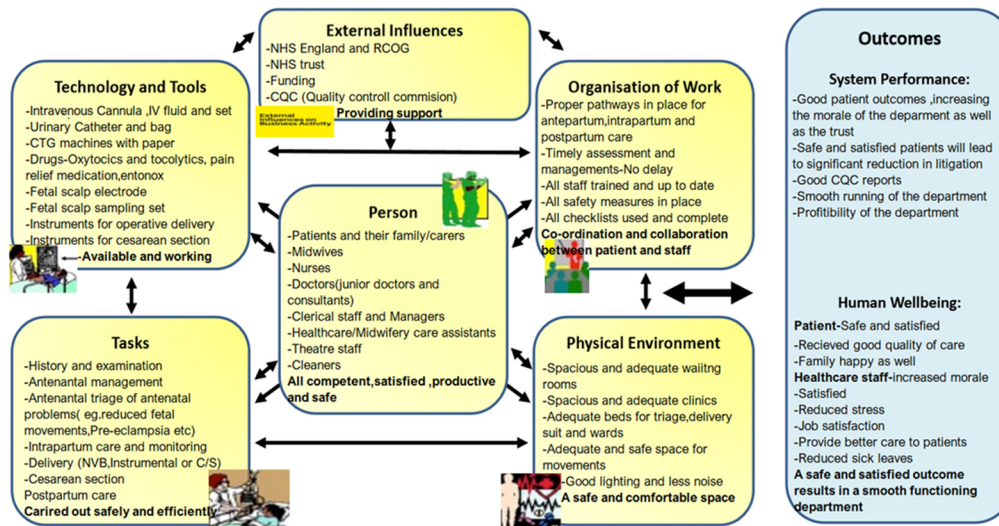 External Influences
-NHS England and RCOG
-NHS trust
-Funding
-CQC (Quality controll commision)
Providing support
External
Influences on
Business Activity
Technology and Tools
-Intravenous Cannula ,IV fluid and set
-Urinary Catheter and bag
-CTG machines with paper
-Drugs-Oxytocics and tocolytics, pain
relief medication,entonox
-Fetal scalp electrode
-Fetal scalp sampling set
-Instruments for operative delivery
-Instruments for cesarean section
-Available and working
Organisation of Work
-Proper pathways in place for
antepartum,intrapartum and
postpartum care
-Timely assessment and
managements-No delay
-All staff trained and up to date
-All safety measures in place
-All checklists used and complete
Co-ordination and collaboration
between patient and staff
Person
-Patients and their family/carers
-Midwives
-Nurses
-Doctors(junior doctors and
consultants)
-Clerical staff and Managers
-Healthcare/Midwifery care assistants
-Theatre staff
-Cleaners
All competent,satisfied ,productive
and safe
Tasks
-History and examination
-Antenantal management
-Antenantal triage of antenatal
problems( eg.reduced fetal
movements,Pre-eclampsia etc)
-Intrapartum care and monitoring
-Delivery (NVB,Instrumental or C/S)
-Cesarean section
Postpartum care
Cariried out safely and efficiently
Physical Environment
-Spacious and adequate waiitng
rooms
-Spacious and adequate clinics
-Adequate beds for triage,delivery
suit and wards
-Adequate and safe space for
movements
-Good lighting and less noise
A safe and comfortable space
Outcomes
System Performance:
-Good patient outcomes ,increasing
the morale of the deparment as well
as the trust
-Safe and satisfied patients will lead
to significant reduction in litigation
-Good CQC reports
-Smooth running of the department
-Profitibility of the department
Human Wellbeing:
Patient-Safe and satisfied
-Recieved good quality of care
-Family happy as well
Healthcare staff-increased morale
-Satisfied
-Reduced stress
-Job satisfaction
-Provide better care to patients
-Reduced sick leaves
A safe and satisfied outcome
results in a smooth functioning
department